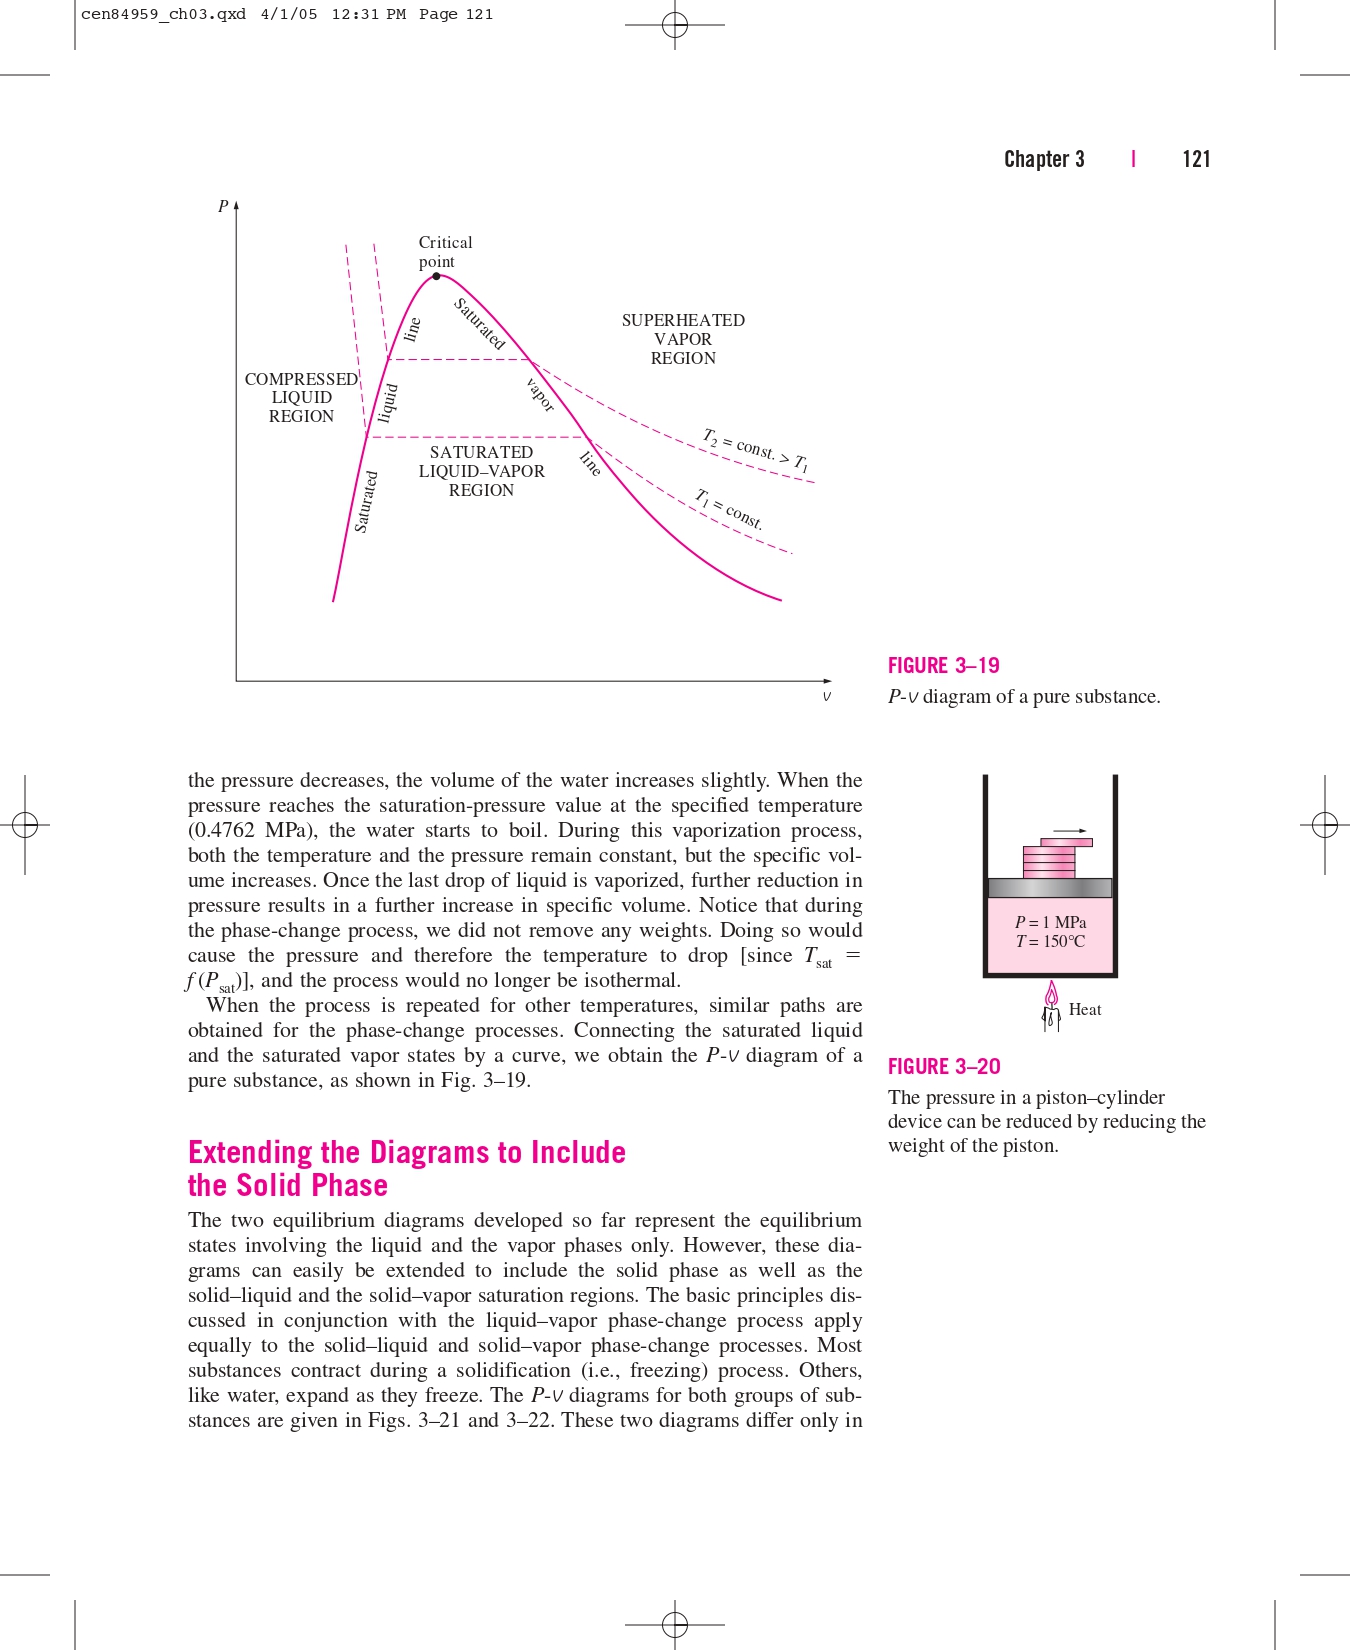 cen84959_ch03.qxd 4/1/05 12:31 PM Page 121
Chapter 3 | 121
P
Critical
point
Saturated liquid line
Saturated vapor line
SUPERHEATED
VAPOR
REGION
COMPRESSED
LIQUID
REGION
SATURATED
LIQUID–VAPOR
REGION
T2 = const. > T1
T1 = const.
v
FIGURE 3–19
P-v diagram of a pure substance.
the pressure decreases, the volume of the water increases slightly. When the
pressure reaches the saturation-pressure value at the specified temperature
(0.4762 MPa), the water starts to boil. During this vaporization process,
both the temperature and the pressure remain constant, but the specific vol-
ume increases. Once the last drop of liquid is vaporized, further reduction in
pressure results in a further increase in specific volume. Notice that during
the phase-change process, we did not remove any weights. Doing so would
cause the pressure and therefore the temperature to drop [since Tsat =
f (Psat)], and the process would no longer be isothermal.
When the process is repeated for other temperatures, similar paths are
obtained for the phase-change processes. Connecting the saturated liquid
and the saturated vapor states by a curve, we obtain the P-v diagram of a
pure substance, as shown in Fig. 3–19.
P = 1 MPa
T = 150°C
Heat
FIGURE 3–20
The pressure in a piston–cylinder
device can be reduced by reducing the
weight of the piston.
Extending the Diagrams to Include
the Solid Phase
The two equilibrium diagrams developed so far represent the equilibrium
states involving the liquid and the vapor phases only. However, these dia-
grams can easily be extended to include the solid phase as well as the
solid–liquid and the solid–vapor saturation regions. The basic principles dis-
cussed in conjunction with the liquid–vapor phase-change process apply
equally to the solid–liquid and solid–vapor phase-change processes. Most
substances contract during a solidification (i.e., freezing) process. Others,
like water, expand as they freeze. The P-v diagrams for both groups of sub-
stances are given in Figs. 3–21 and 3–22. These two diagrams differ only in